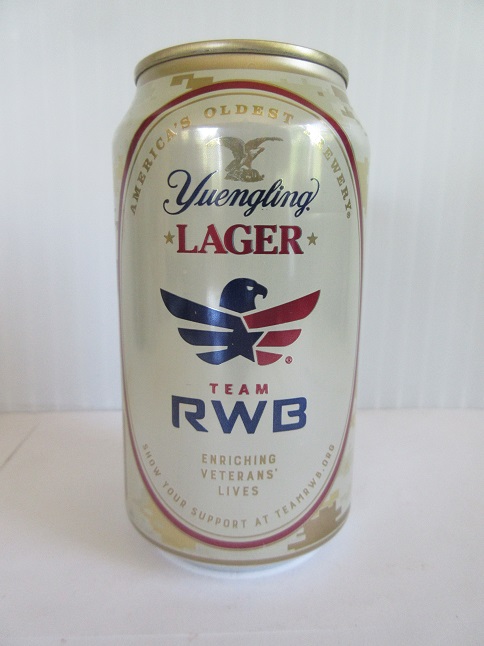 AMERICA'S OLDEST BREWERY®
Yuengling®
LAGER
®
TEAM
RWB
ENRICHING
VETERANS'
LIVES
SHOW YOUR SUPPORT AT TEAMRWB.ORG